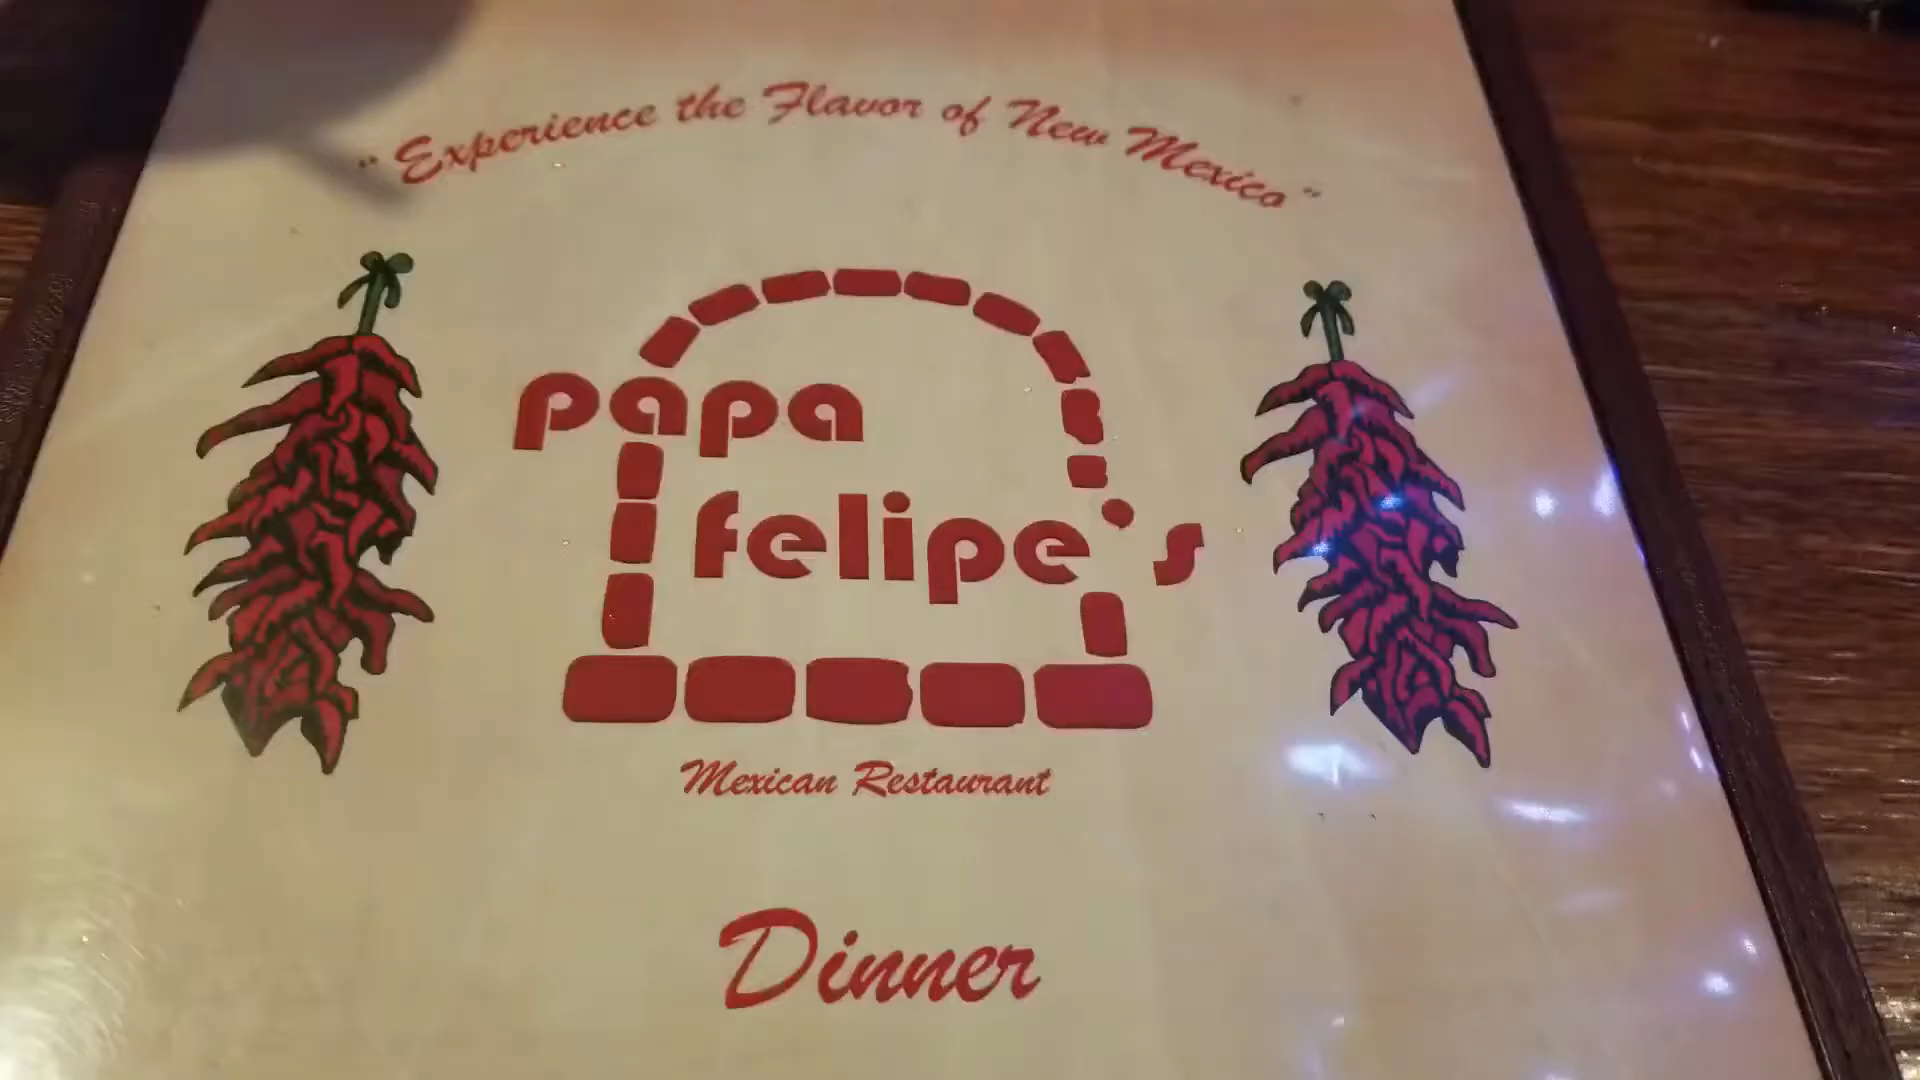 "Experience the Flavor of New Mexico"
papa
felipe's
Mexican Restaurant
Dinner